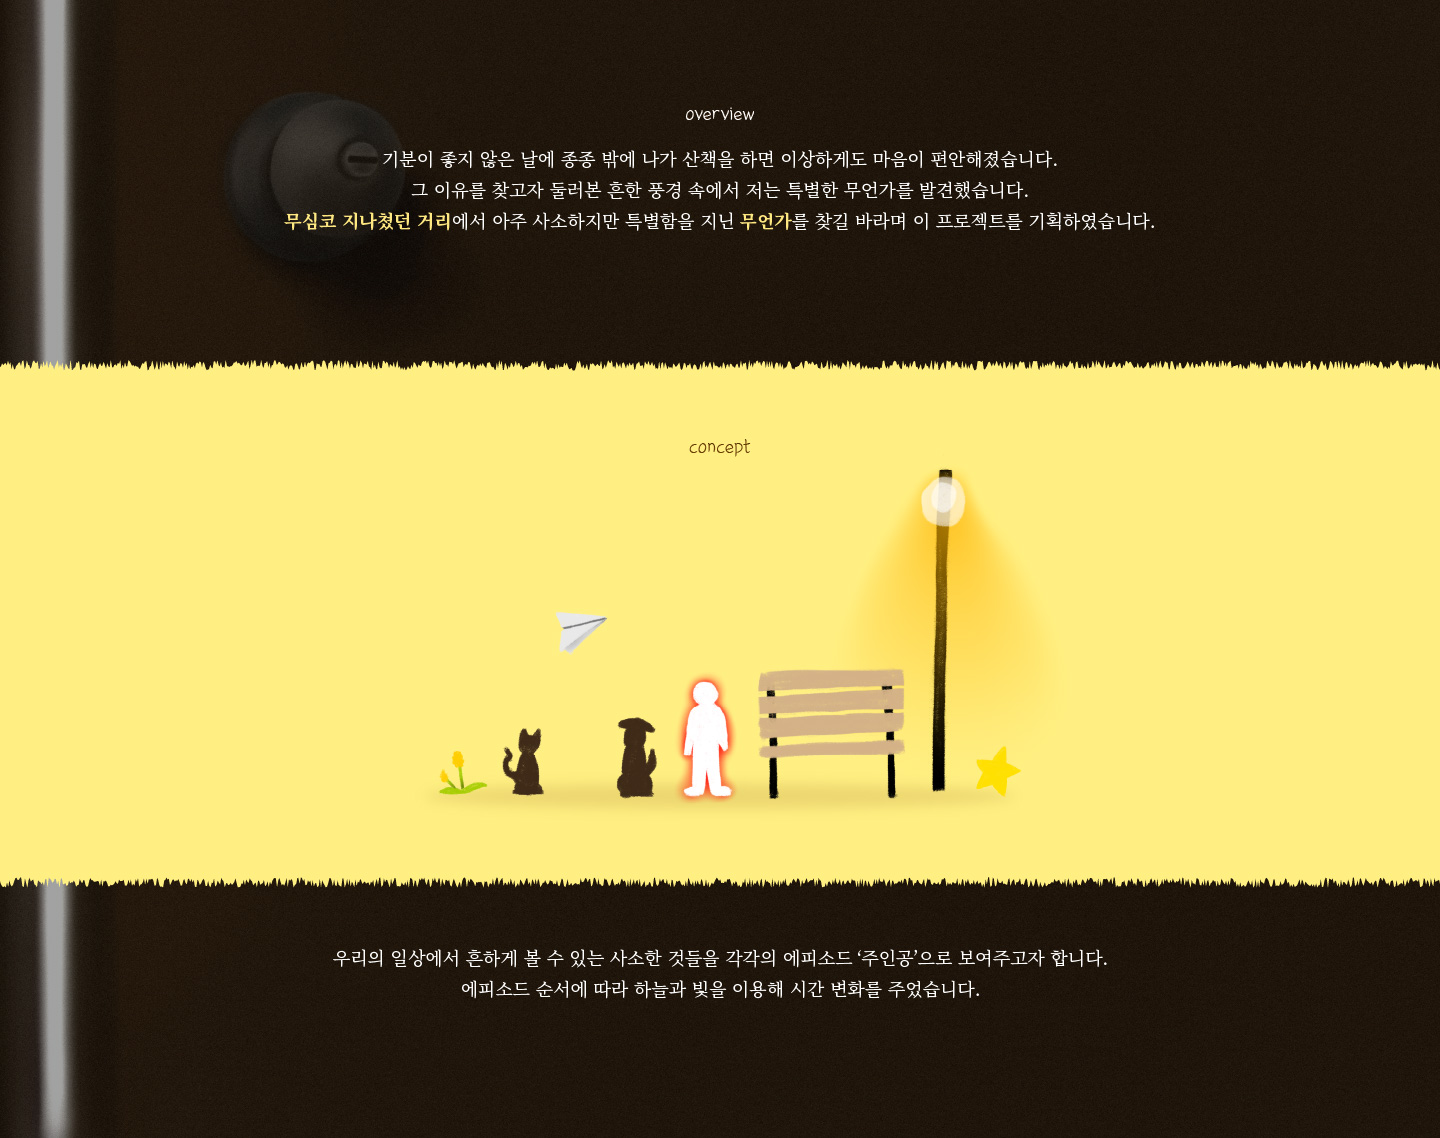 overview
기분이 좋지 않은 날에 종종 밖에 나가 산책을 하면 이상하게도 마음이 편안해졌습니다.
그 이유를 찾고자 둘러본 흔한 풍경 속에서 저는 특별한 무언가를 발견했습니다.
무심코 지나쳤던 거리에서 아주 사소하지만 특별함을 지닌 무언가를 찾길 바라며 이 프로젝트를 기획하였습니다.
concept
우리의 일상에서 흔하게 볼 수 있는 사소한 것들을 각각의 에피소드 ‘주인공’으로 보여주고자 합니다.
에피소드 순서에 따라 하늘과 빛을 이용해 시간 변화를 주었습니다.